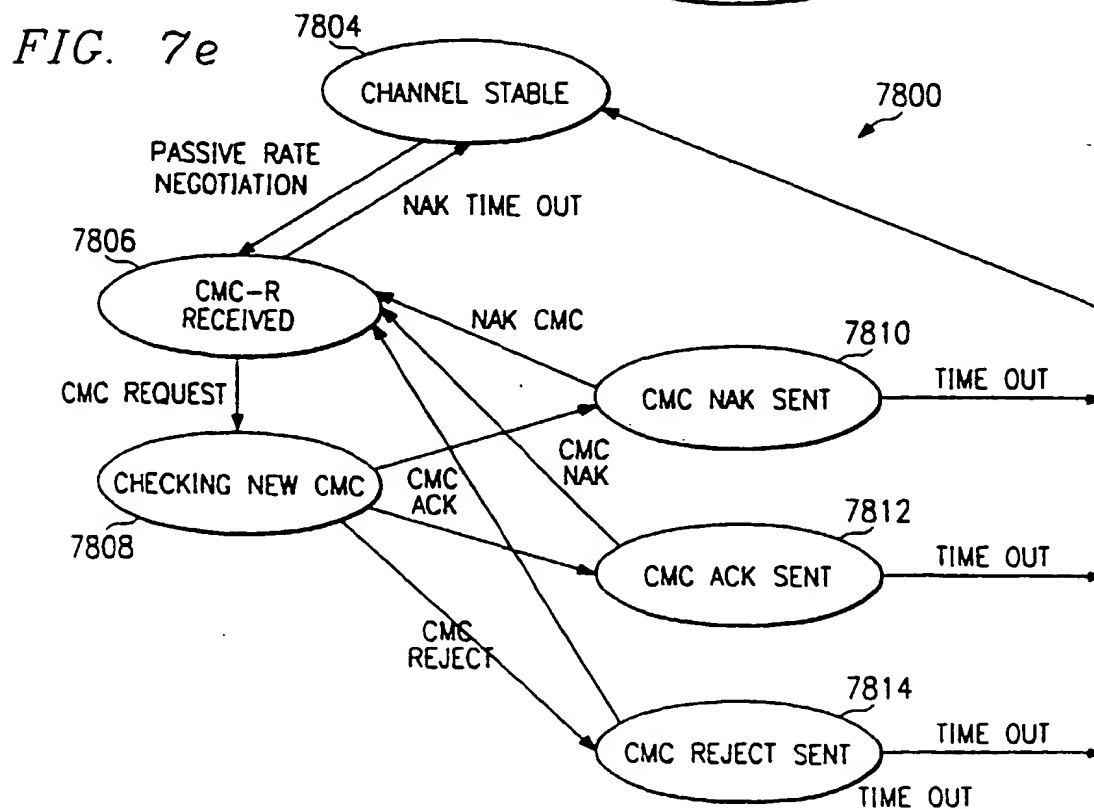 FIG. 7e
7804
CHANNEL STABLE
7800
PASSIVE RATE
NEGOTIATION
NAK TIME OUT
7806
CMC-R
RECEIVED
NAK CMC
7810
CMC REQUEST
CMC NAK SENT
TIME OUT
CMC
NAK
CHECKING NEW CMC
CMC
ACK
7808
7812
CMC ACK SENT
TIME OUT
CMC
REJECT
7814
CMC REJECT SENT
TIME OUT
TIME OUT